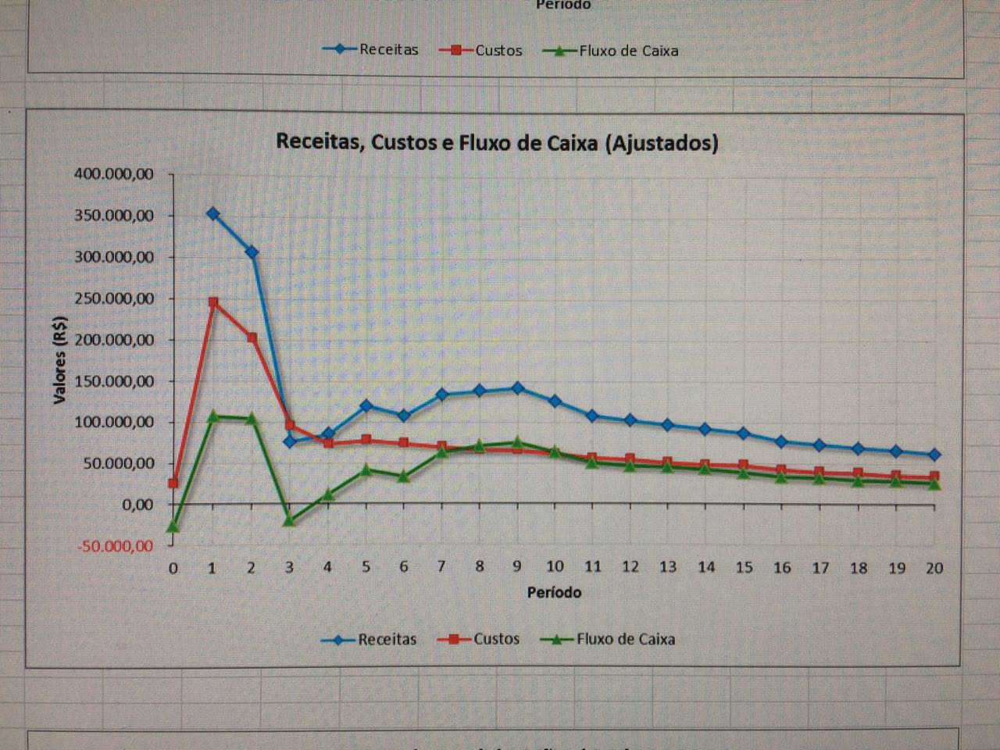 Período
Receitas Custos Fluxo de Caixa
Receitas, Custos e Fluxo de Caixa (Ajustados)
400.000,00
350.000,00
300.000,00
250.000,00
200.000,00
150.000,00
100.000,00
50.000,00
0,00
-50.000,00
Valores (R$)
0 1 2 3 4 5 6 7 8 9 10 11 12 13 14 15 16 17 18 19 20
Período
Receitas Custos Fluxo de Caixa